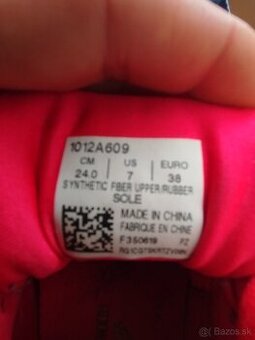 1012A609
CM US EURO
24.0 7 38
SYNTHETIC FIBER UPPER/RUBBER
SOLE
MADE IN CHINA
FABRIQUE EN CHINE
F350619 PZ
Bazos.sk